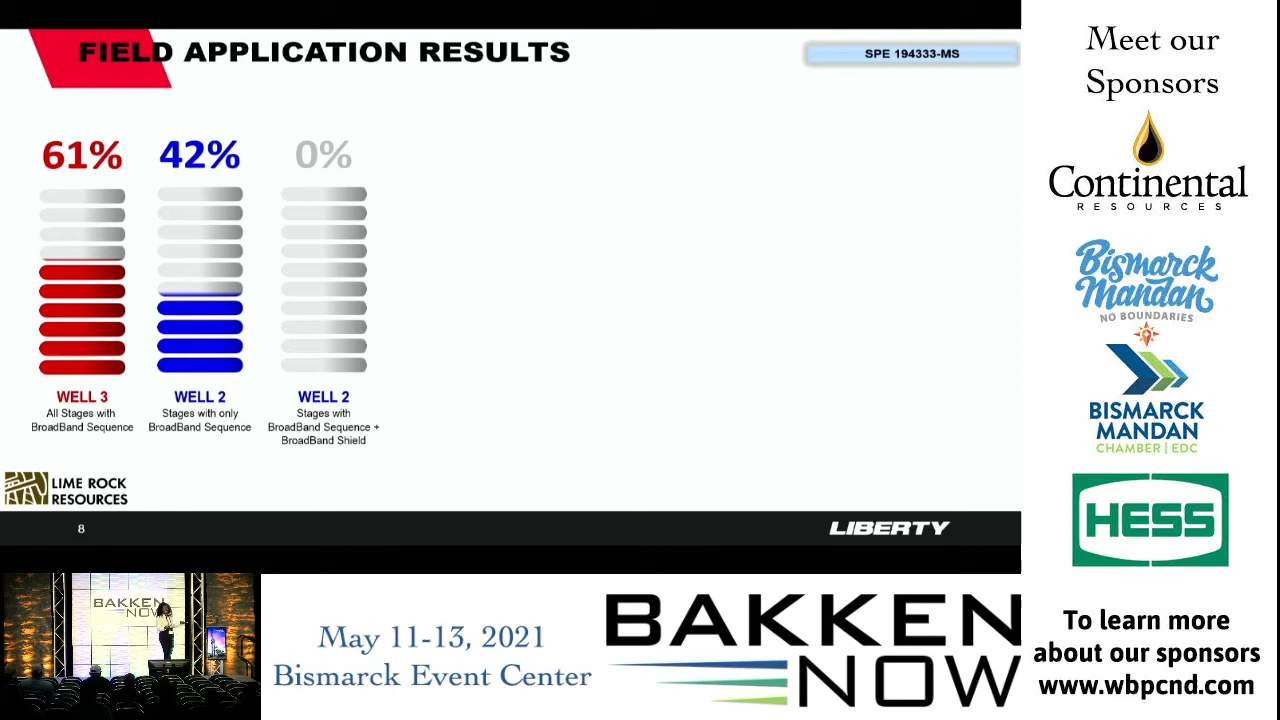 FIELD APPLICATION RESULTS
SPE 194333-MS
61%
42%
0%
WELL 3
All Stages with
BroadBand Sequence
WELL 2
Stages with only
BroadBand Sequence
WELL 2
Stages with
BroadBand Sequence +
BroadBand Shield
LIME ROCK
RESOURCES
8
LIBERTY
Meet our
Sponsors
Continental
RESOURCES
Bismarck
Mandan
NO BOUNDARIES
BISMARCK
MANDAN
CHAMBER | EDC
HESS
To learn more
about our sponsors
www.wbpcnd.com
BAKKEN
NOW
May 11-13, 2021
Bismarck Event Center
BAKKEN
NOW